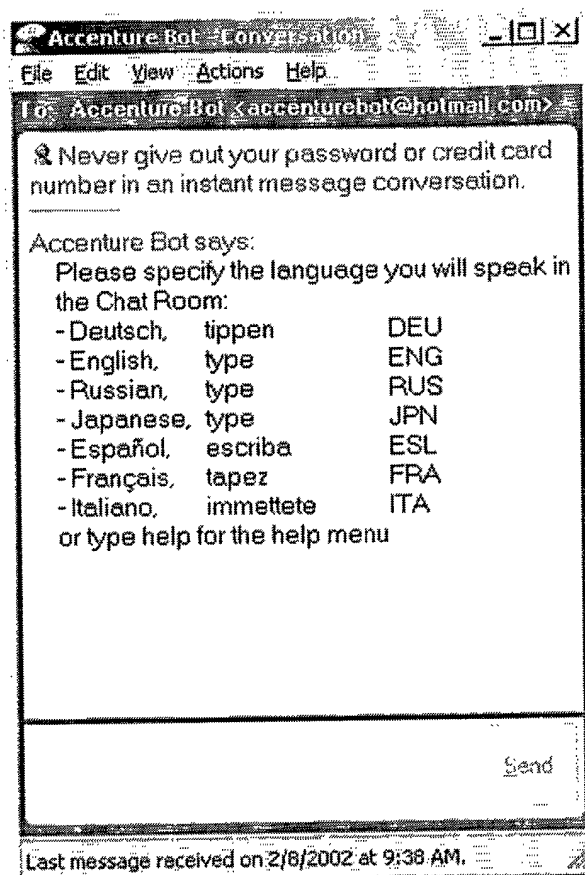 Accenture Bot - Conversation
File Edit View Actions Help
To: Accenture Bot <accenturebot@hotmail.com>
Never give out your password or credit card
number in an instant message conversation.
Accenture Bot says:
Please specify the language you will speak in
the Chat Room:
- Deutsch, tippen DEU
- English, type ENG
- Russian, type RUS
- Japanese, type JPN
- Español, escriba ESL
- Français, tapez FRA
- Italiano, immettete ITA
or type help for the help menu
Send
Last message received on 2/8/2002 at 9:38 AM.